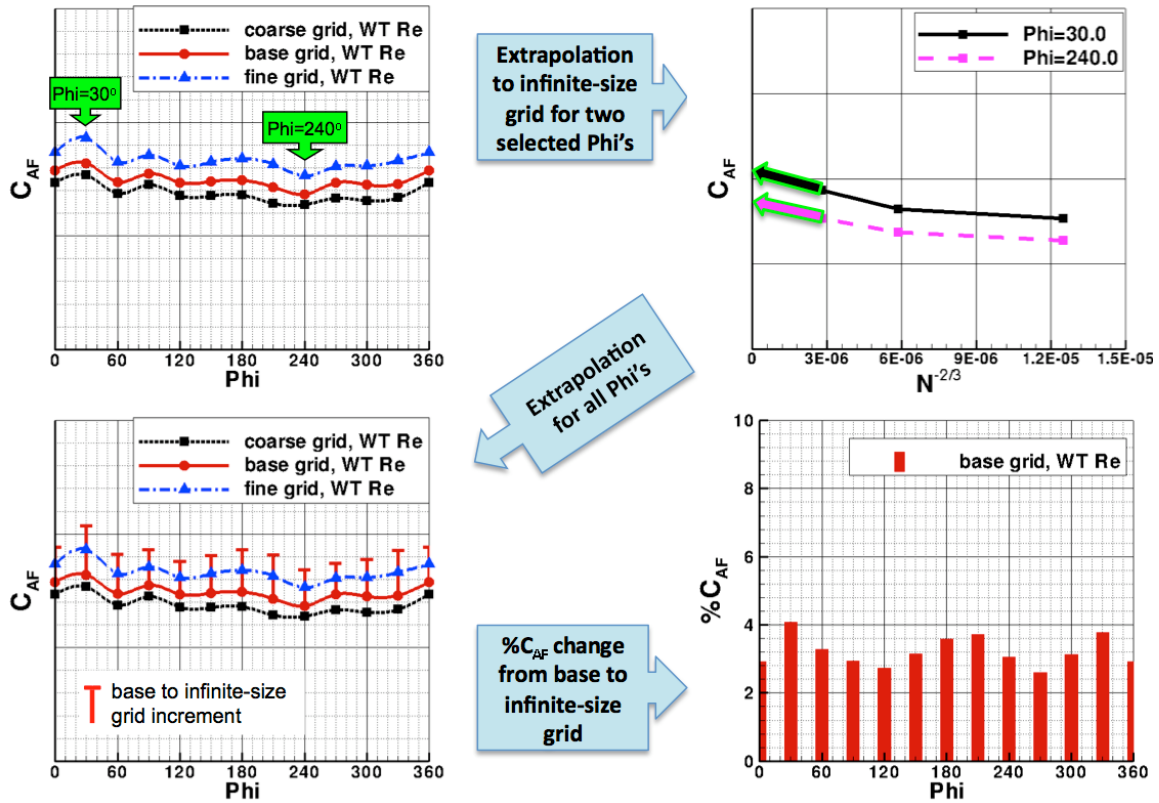 coarse grid, WT Re
base grid, WT Re
fine grid, WT Re
Phi=30°
Phi=240°
C_AF
0 60 120 180 240 300 360
Phi
Extrapolation
to infinite-size
grid for two
selected Phi's
Phi=30.0
Phi=240.0
C_AF
0 3E-06 6E-06 9E-06 1.2E-05 1.5E-05
N^-2/3
Extrapolation
for all Phi's
coarse grid, WT Re
base grid, WT Re
fine grid, WT Re
C_AF
base to infinite-size
grid increment
0 60 120 180 240 300 360
Phi
%C_AF change
from base to
infinite-size
grid
base grid, WT Re
%C_AF
10
8
6
4
2
0
0 60 120 180 240 300 360
Phi